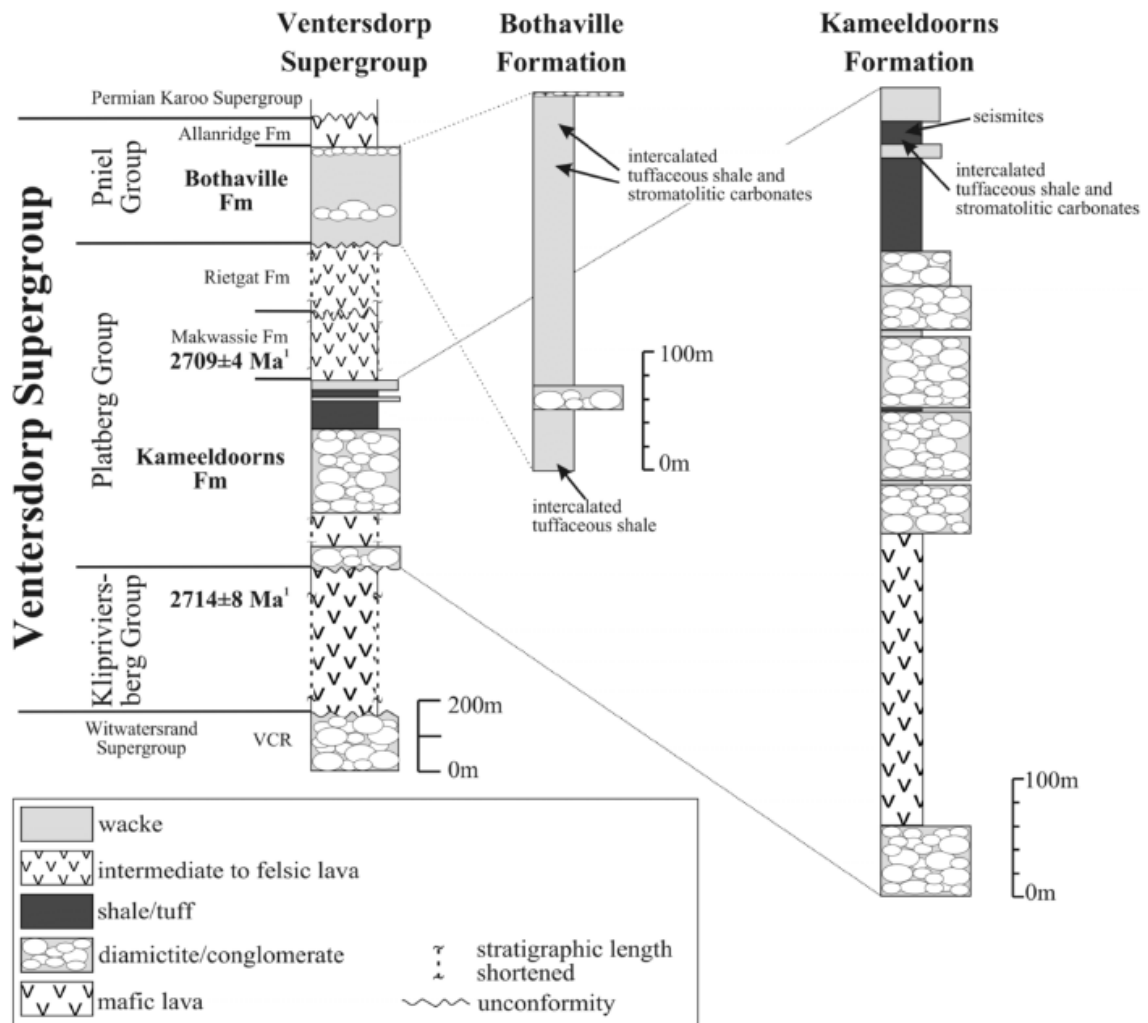 Ventersdorp
Supergroup
Bothaville
Formation
Kameeldoorns
Formation
Ventersdorp Supergroup
Permian Karoo Supergroup
Pniel
Group
Allanridge Fm
Bothaville
Fm
Platberg Group
Rietgat Fm
Makwassie Fm
2709±4 Ma¹
Kameeldoorns
Fm
Klipriviers-
berg Group
2714±8 Ma¹
Witwatersrand
Supergroup
VCR
200m
0m
intercalated
tuffaceous shale and
stromatolitic carbonates
100m
0m
intercalated
tuffaceous shale
seismites
intercalated
tuffaceous shale and
stromatolitic carbonates
100m
0m
wacke
intermediate to felsic lava
shale/tuff
diamictite/conglomerate
mafic lava
stratigraphic length
shortened
unconformity